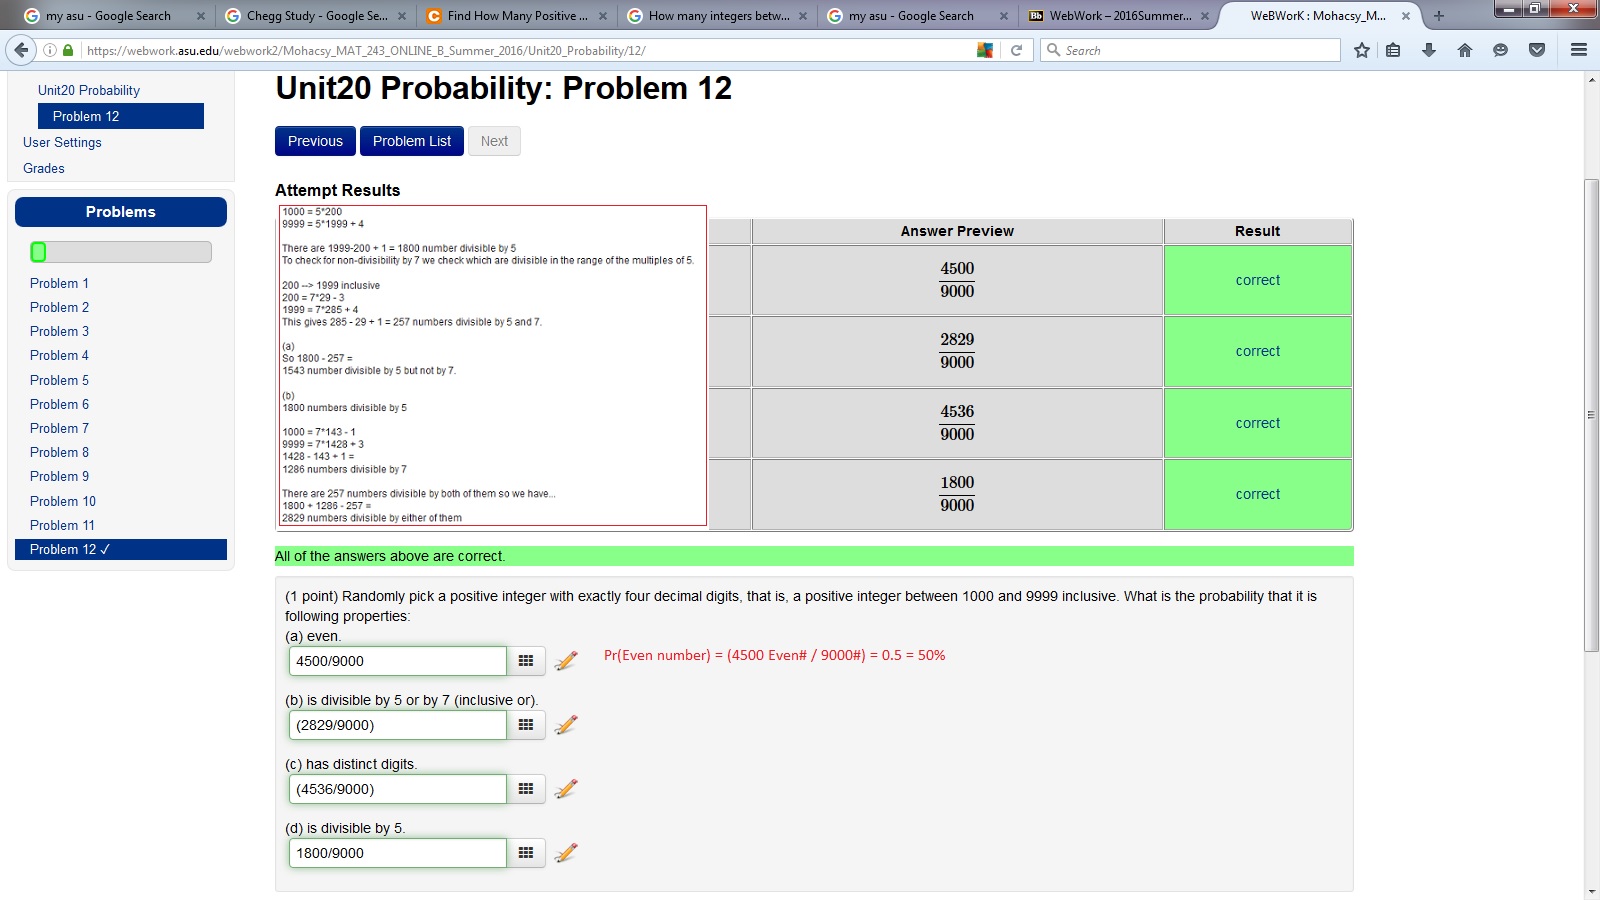 my asu - Google Search
Chegg Study - Google Se...
Find How Many Positive ...
How many integers betw...
my asu - Google Search
WebWork – 2016Summer...
WeBWorK : Mohacsy_M...
https://webwork.asu.edu/webwork2/Mohacsy_MAT_243_ONLINE_B_Summer_2016/Unit20_Probability/12/
Search
Unit20 Probability
Problem 12
User Settings
Grades
Problems
Problem 1
Problem 2
Problem 3
Problem 4
Problem 5
Problem 6
Problem 7
Problem 8
Problem 9
Problem 10
Problem 11
Problem 12 ✓
Unit20 Probability: Problem 12
Previous
Problem List
Next
Attempt Results
1000 = 5*200
9999 = 5*1999 + 4
There are 1999-200 + 1 = 1800 number divisible by 5
To check for non-divisibility by 7 we check which are divisible in the range of the multiples of 5.
200 --> 1999 inclusive
200 = 7*29 - 3
1999 = 7*285 + 4
This gives 285 - 29 + 1 = 257 numbers divisible by 5 and 7.
(a)
So 1800 - 257 =
1543 number divisible by 5 but not by 7.
(b)
1800 numbers divisible by 5
1000 = 7*143 - 1
9999 = 7*1428 + 3
1428 - 143 + 1 =
1286 numbers divisible by 7
There are 257 numbers divisible by both of them so we have...
1800 + 1286 - 257 =
2829 numbers divisible by either of them
Answer Preview
Result
4500
9000
correct
2829
9000
correct
4536
9000
correct
1800
9000
correct
All of the answers above are correct.
(1 point) Randomly pick a positive integer with exactly four decimal digits, that is, a positive integer between 1000 and 9999 inclusive. What is the probability that it is
following properties:
(a) even.
4500/9000
Pr(Even number) = (4500 Even# / 9000#) = 0.5 = 50%
(b) is divisible by 5 or by 7 (inclusive or).
(2829/9000)
(c) has distinct digits.
(4536/9000)
(d) is divisible by 5.
1800/9000